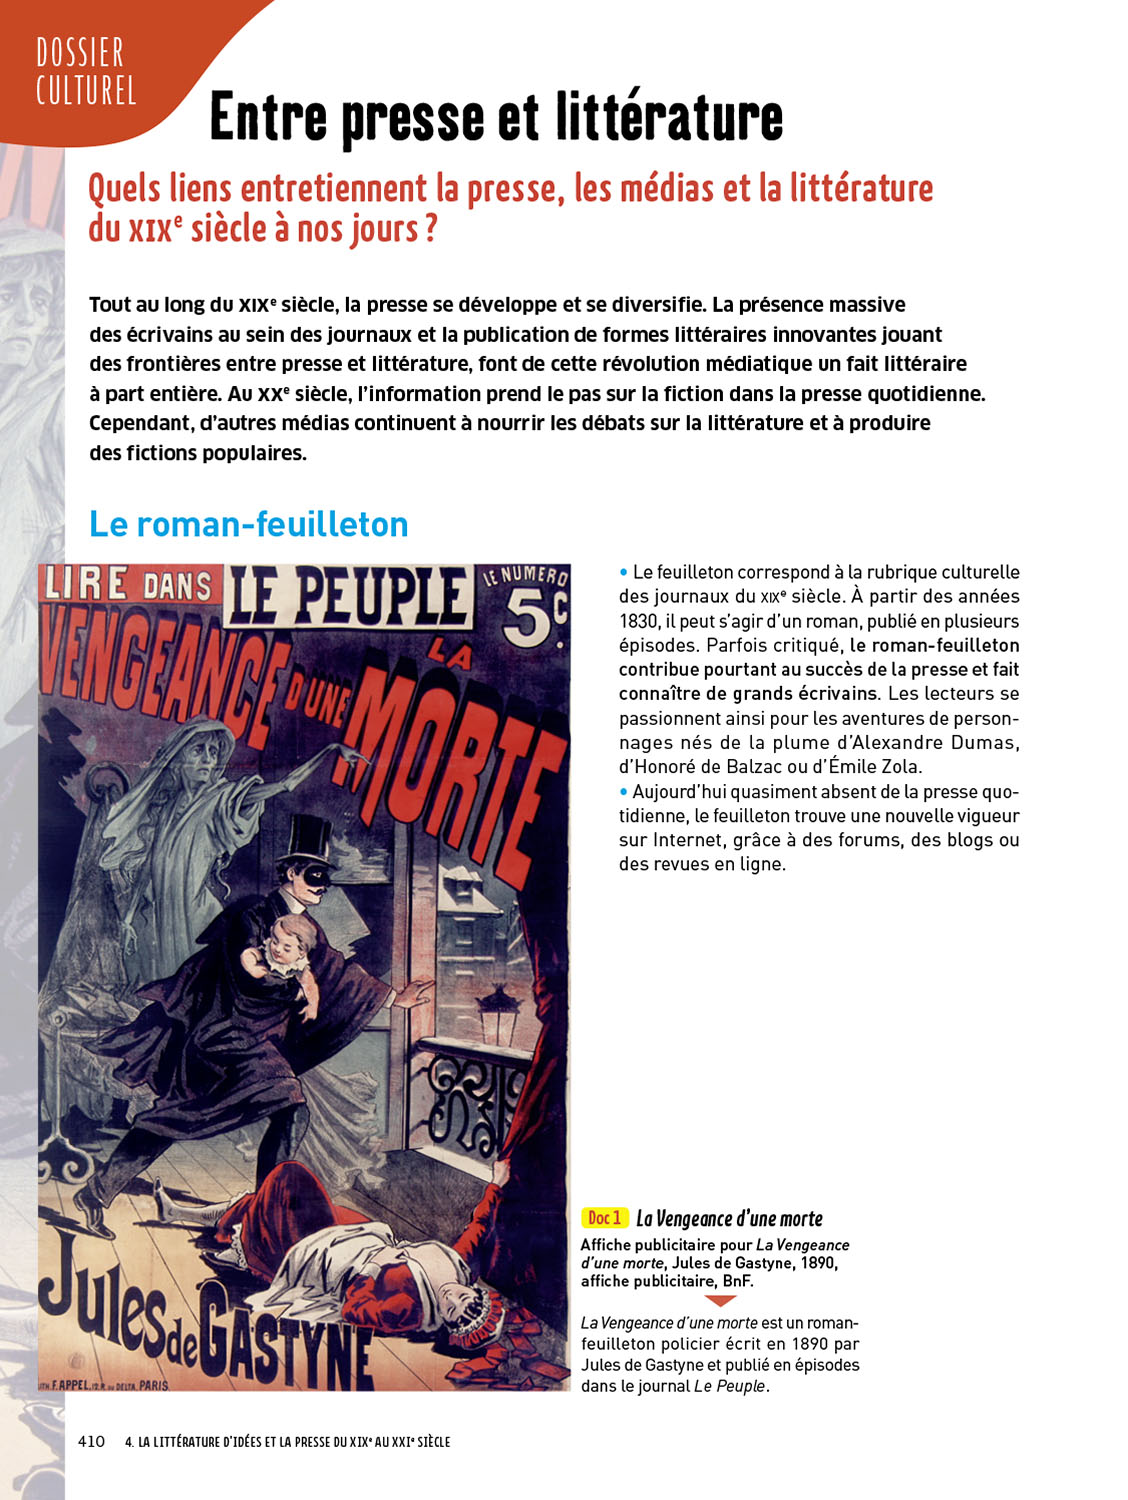 DOSSIER
CULTUREL
Entre presse et littérature
Quels liens entretiennent la presse, les médias et la littérature
du XIXe siècle à nos jours ?
Tout au long du XIXe siècle, la presse se développe et se diversifie. La présence massive
des écrivains au sein des journaux et la publication de formes littéraires innovantes jouant
des frontières entre presse et littérature, font de cette révolution médiatique un fait littéraire
à part entière. Au XXe siècle, l'information prend le pas sur la fiction dans la presse quotidienne.
Cependant, d'autres médias continuent à nourrir les débats sur la littérature et à produire
des fictions populaires.
Le roman-feuilleton
LIRE DANS LE PEUPLE LE NUMERO
5c.
LA
VENGEANCE D'UNE MORTE
JULES de GASTYNE
LITH. F. APPEL, 12, R. du DELTA, PARIS.
• Le feuilleton correspond à la rubrique culturelle
des journaux du XIXe siècle. À partir des années
1830, il peut s'agir d'un roman, publié en plusieurs
épisodes. Parfois critiqué, le roman-feuilleton
contribue pourtant au succès de la presse et fait
connaître de grands écrivains. Les lecteurs se
passionnent ainsi pour les aventures de person-
nages nés de la plume d'Alexandre Dumas,
d'Honoré de Balzac ou d'Émile Zola.
• Aujourd'hui quasiment absent de la presse quo-
tidienne, le feuilleton trouve une nouvelle vigueur
sur Internet, grâce à des forums, des blogs ou
des revues en ligne.
Doc 1 La Vengeance d'une morte
Affiche publicitaire pour La Vengeance
d'une morte, Jules de Gastyne, 1890,
affiche publicitaire, BnF.
La Vengeance d'une morte est un roman-
feuilleton policier écrit en 1890 par
Jules de Gastyne et publié en épisodes
dans le journal Le Peuple.
410 4. LA LITTÉRATURE D'IDÉES ET LA PRESSE DU XIXe AU XXIe SIÈCLE